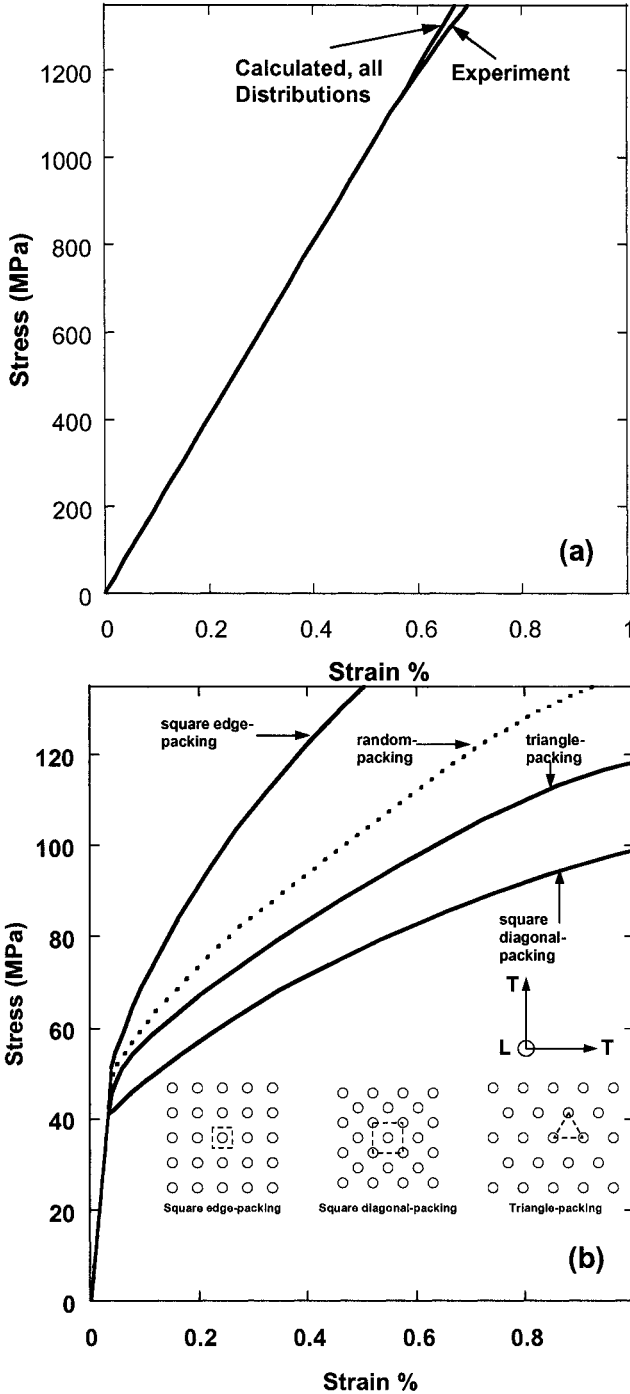 1200
1000
800
600
400
200
0
Stress (MPa)
Calculated, all
Distributions
Experiment
(a)
0
0.2
0.4
0.6
0.8
1
Strain %
120
100
80
60
40
20
0
Stress (MPa)
square edge-
packing
random-
packing
triangle-
packing
square
diagonal-
packing
T
L
T
Square edge-packing
Square diagonal-packing
Triangle-packing
(b)
0
0.2
0.4
0.6
0.8
Strain %